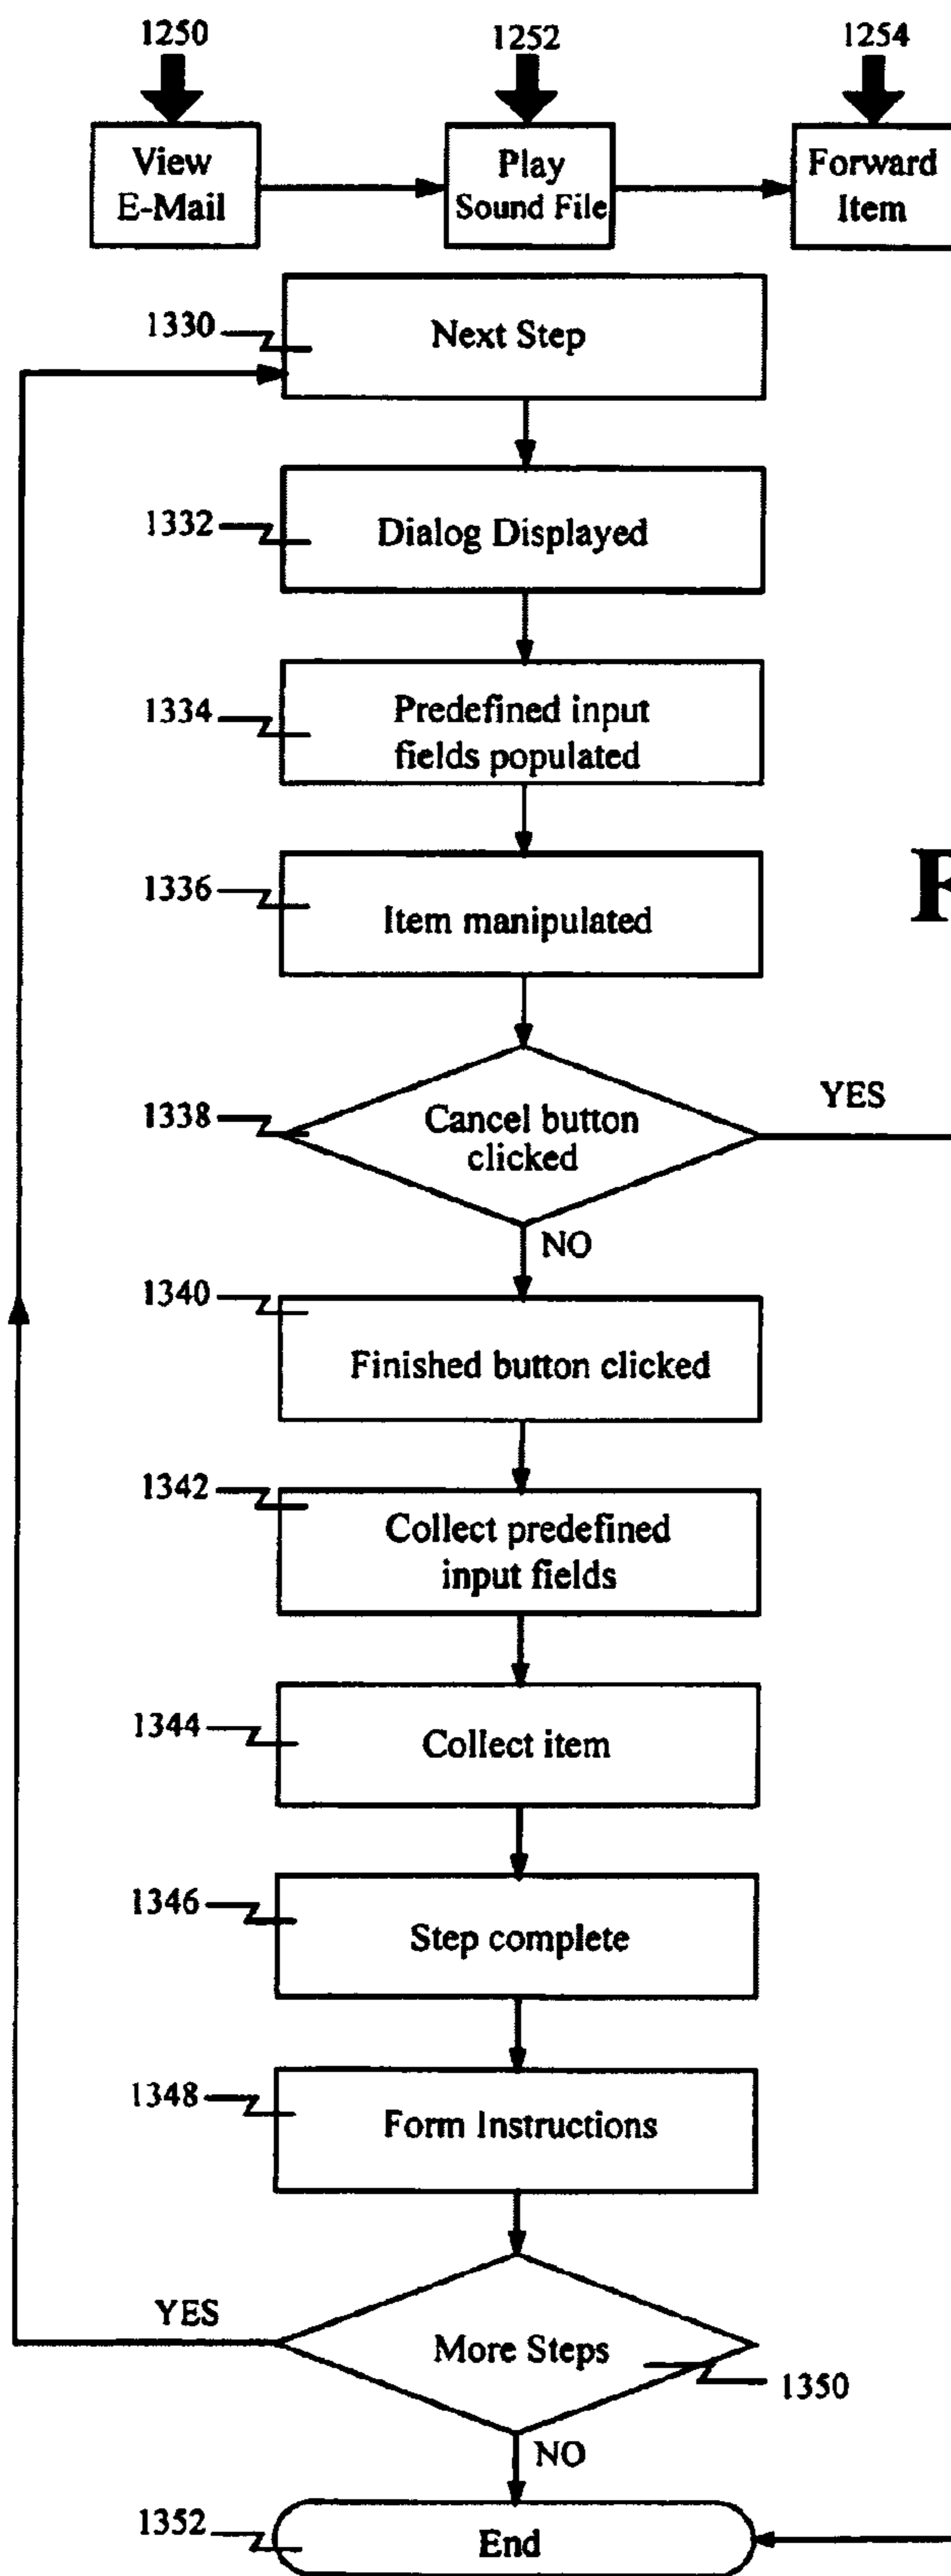 1250
1252
1254
View
E-Mail
Play
Sound File
Forward
Item
1330
Next Step
1332
Dialog Displayed
1334
Predefined input
fields populated
1336
Item manipulated
1338
Cancel button
clicked
YES
NO
1340
Finished button clicked
1342
Collect predefined
input fields
1344
Collect item
1346
Step complete
1348
Form Instructions
YES
More Steps
1350
NO
1352
End